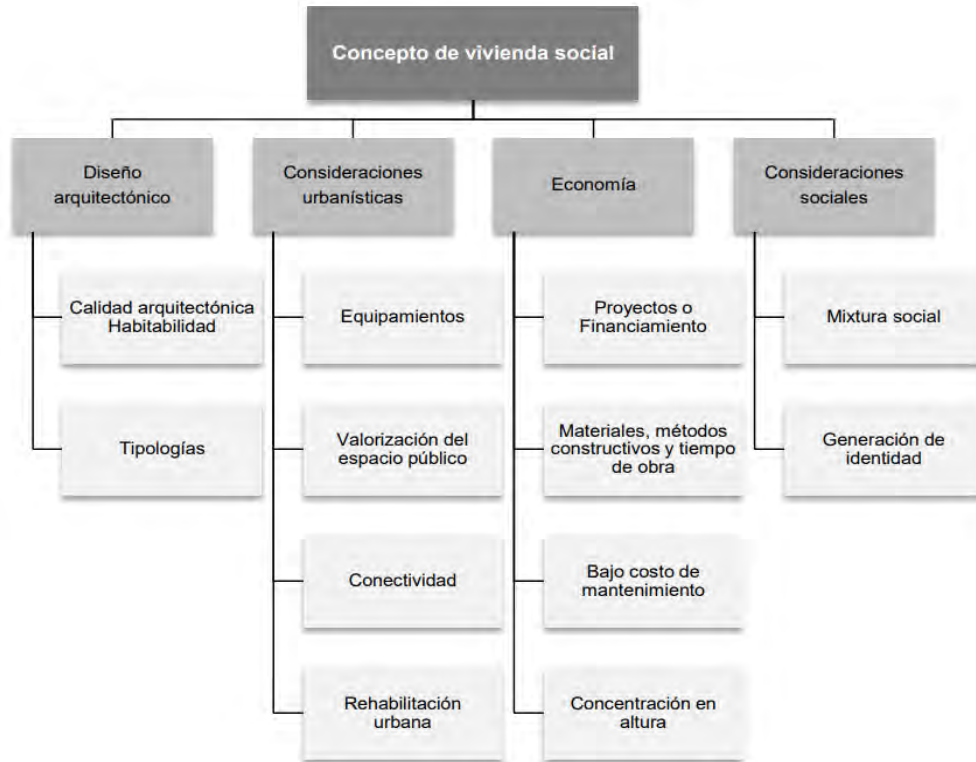 Concepto de vivienda social
Diseño
arquitectónico
Consideraciones
urbanísticas
Economía
Consideraciones
sociales
Calidad arquitectónica
Habitabilidad
Equipamientos
Proyectos o
Financiamiento
Mixtura social
Tipologías
Valorización del
espacio público
Materiales, métodos
constructivos y tiempo
de obra
Generación de
identidad
Conectividad
Bajo costo de
mantenimiento
Rehabilitación
urbana
Concentración en
altura